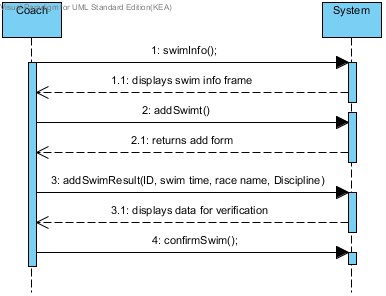 Visual Paradigm for UML Standard Edition(KEA)
Coach
System
1: swimInfo();
1.1: displays swim info frame
2: addSwimt()
2.1: returns add form
3: addSwimResult(ID, swim time, race name, Discipline)
3.1: displays data for verification
4: confirmSwim();